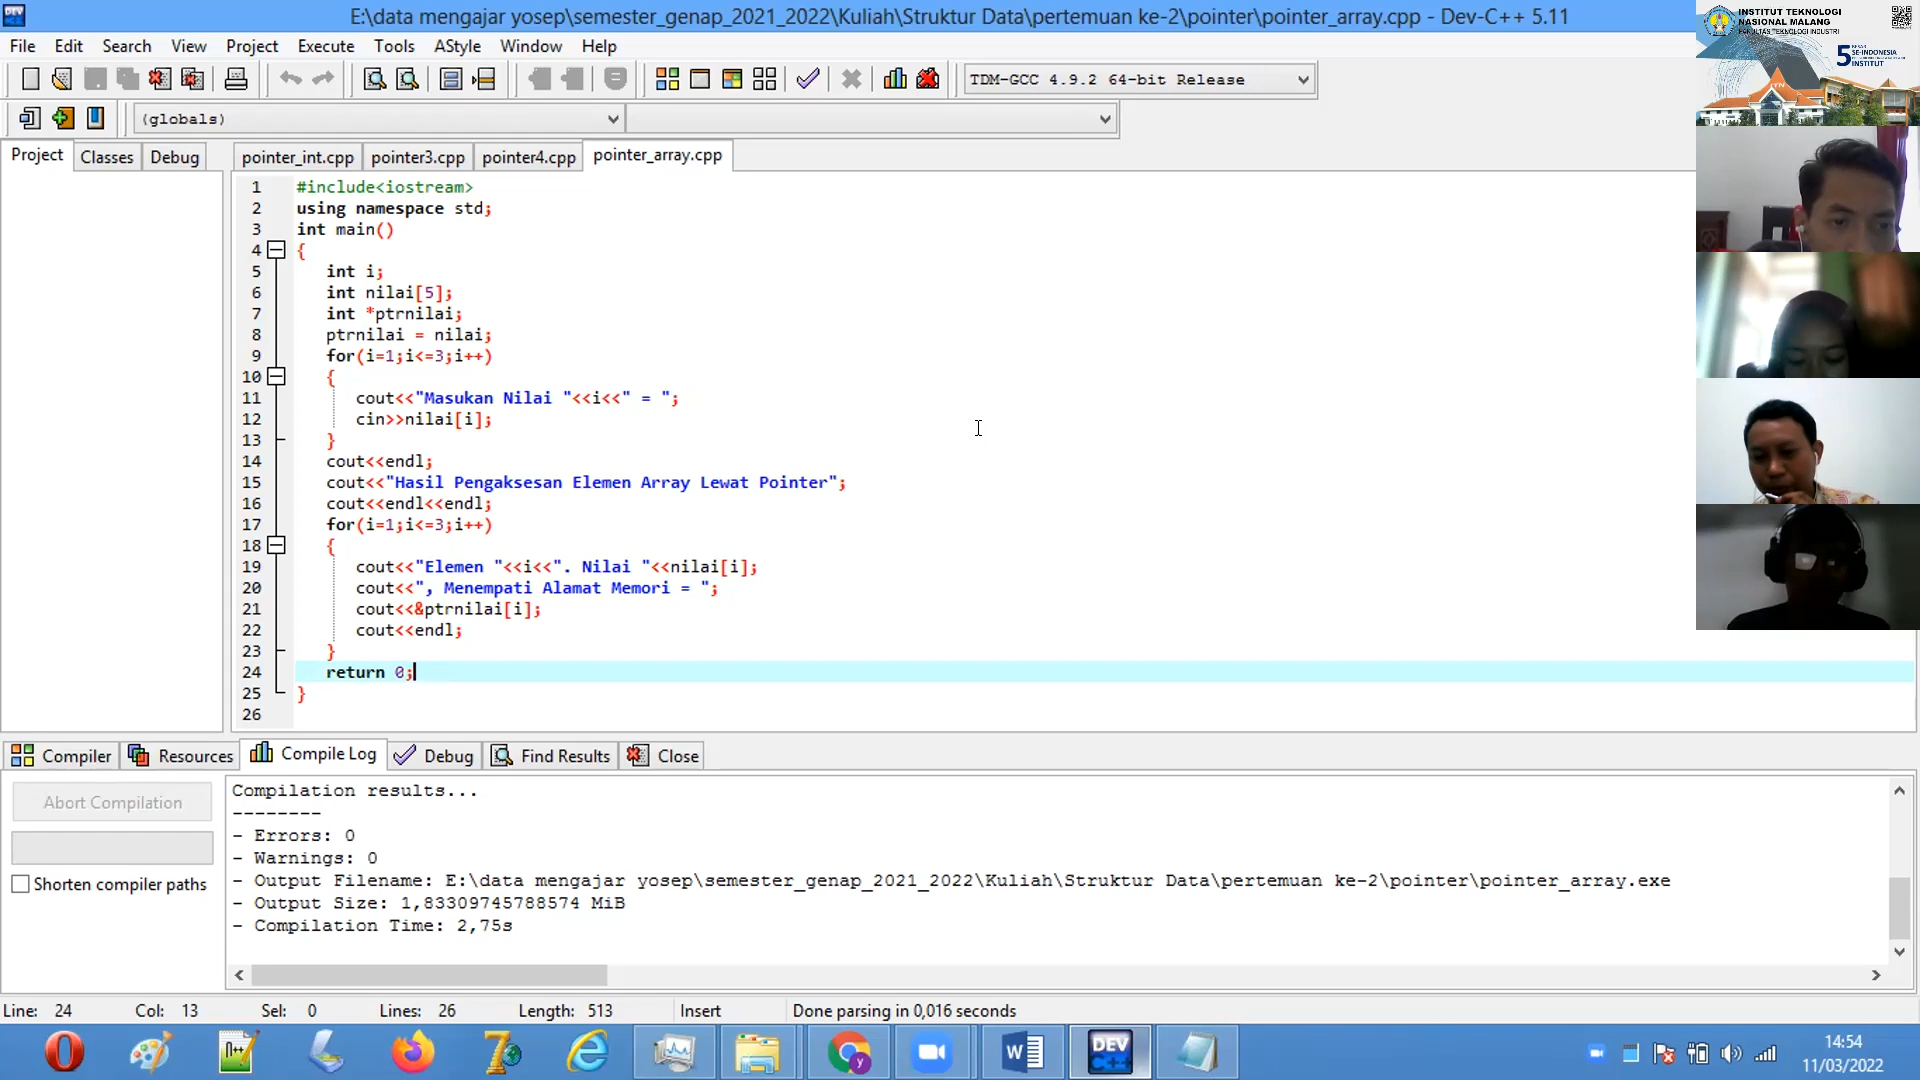 E:\data mengajar yosep\semester_genap_2021_2022\Kuliah\Struktur Data\pertemuan ke-2\pointer\pointer_array.cpp - Dev-C++ 5.11
File Edit Search View Project Execute Tools AStyle Window Help
TDM-GCC 4.9.2 64-bit Release
(globals)
Project Classes Debug
pointer_int.cpp pointer3.cpp pointer4.cpp pointer_array.cpp
1 #include<iostream>
2 using namespace std;
3 int main()
4 {
5 int i;
6 int nilai[5];
7 int *ptrnilai;
8 ptrnilai = nilai;
9 for(i=1;i<=3;i++)
10 {
11 cout<<"Masukan Nilai "<<i<<" = ";
12 cin>>nilai[i];
13 }
14 cout<<endl;
15 cout<<"Hasil Pengaksesan Elemen Array Lewat Pointer";
16 cout<<endl<<endl;
17 for(i=1;i<=3;i++)
18 {
19 cout<<"Elemen "<<i<<". Nilai "<<nilai[i];
20 cout<<", Menempati Alamat Memori = ";
21 cout<<&ptrnilai[i];
22 cout<<endl;
23 }
24 return 0;
25 }
26
Compiler Resources Compile Log Debug Find Results Close
Abort Compilation
Shorten compiler paths
Compilation results...
--------
- Errors: 0
- Warnings: 0
- Output Filename: E:\data mengajar yosep\semester_genap_2021_2022\Kuliah\Struktur Data\pertemuan ke-2\pointer\pointer_array.exe
- Output Size: 1,83309745788574 MiB
- Compilation Time: 2,75s
Line: 24 Col: 13 Sel: 0 Lines: 26 Length: 513 Insert Done parsing in 0,016 seconds
DEV C++
14:54
11/03/2022
INSTITUT TEKNOLOGI
NASIONAL MALANG
FAKULTAS TEKNOLOGI INDUSTRI
5
SE-INDONESIA
INSTITUT